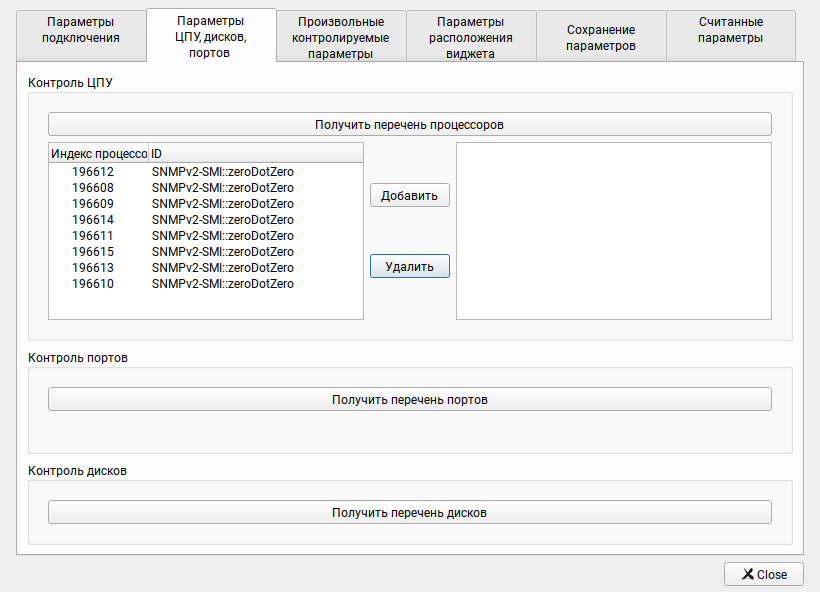 Параметры
подключения
Параметры
ЦПУ, дисков,
портов
Произвольные
контролируемые
параметры
Параметры
расположения
виджета
Сохранение
параметров
Считанные
параметры
Контроль ЦПУ
Получить перечень процессоров
Индекс процессо ID
196612 SNMPv2-SMI::zeroDotZero
196608 SNMPv2-SMI::zeroDotZero
196609 SNMPv2-SMI::zeroDotZero
196614 SNMPv2-SMI::zeroDotZero
196611 SNMPv2-SMI::zeroDotZero
196615 SNMPv2-SMI::zeroDotZero
196613 SNMPv2-SMI::zeroDotZero
196610 SNMPv2-SMI::zeroDotZero
Добавить
Удалить
Контроль портов
Получить перечень портов
Контроль дисков
Получить перечень дисков
Close